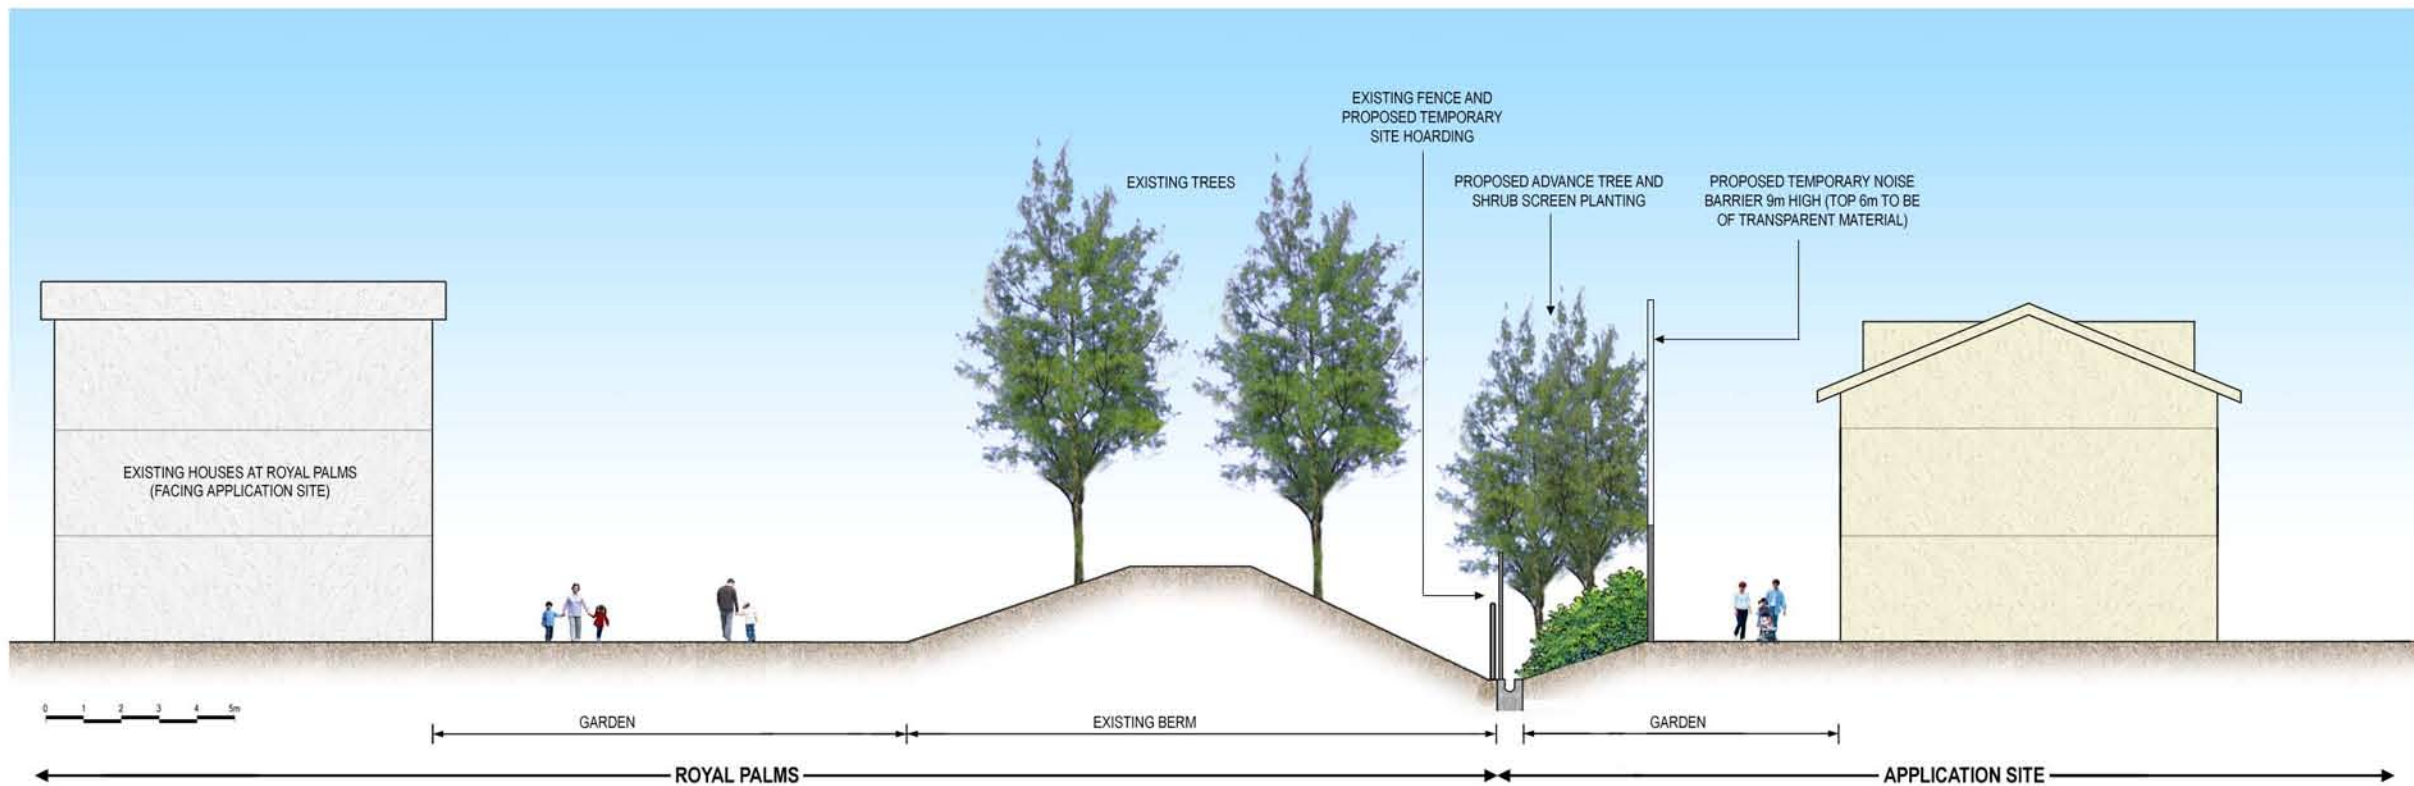 EXISTING FENCE AND
PROPOSED TEMPORARY
SITE HOARDING
EXISTING TREES
PROPOSED ADVANCE TREE AND
SHRUB SCREEN PLANTING
PROPOSED TEMPORARY NOISE
BARRIER 9m HIGH (TOP 6m TO BE
OF TRANSPARENT MATERIAL)
EXISTING HOUSES AT ROYAL PALMS
(FACING APPLICATION SITE)
0 1 2 3 4 5m
GARDEN
EXISTING BERM
GARDEN
ROYAL PALMS
APPLICATION SITE